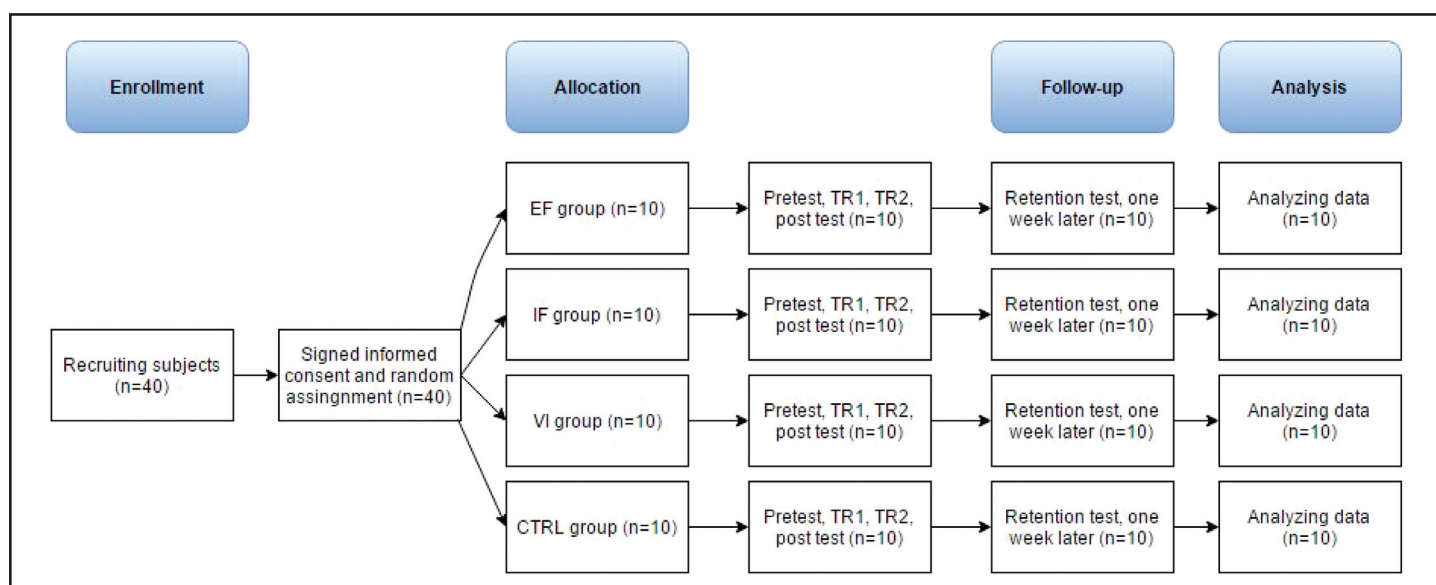 Enrollment
Allocation
Follow-up
Analysis
Recruiting subjects
(n=40)
Signed informed
consent and random
assingnment (n=40)
EF group (n=10)
Pretest, TR1, TR2,
post test (n=10)
Retention test, one
week later (n=10)
Analyzing data
(n=10)
IF group (n=10)
Pretest, TR1, TR2,
post test (n=10)
Retention test, one
week later (n=10)
Analyzing data
(n=10)
VI group (n=10)
Pretest, TR1, TR2,
post test (n=10)
Retention test, one
week later (n=10)
Analyzing data
(n=10)
CTRL group (n=10)
Pretest, TR1, TR2,
post test (n=10)
Retention test, one
week later (n=10)
Analyzing data
(n=10)